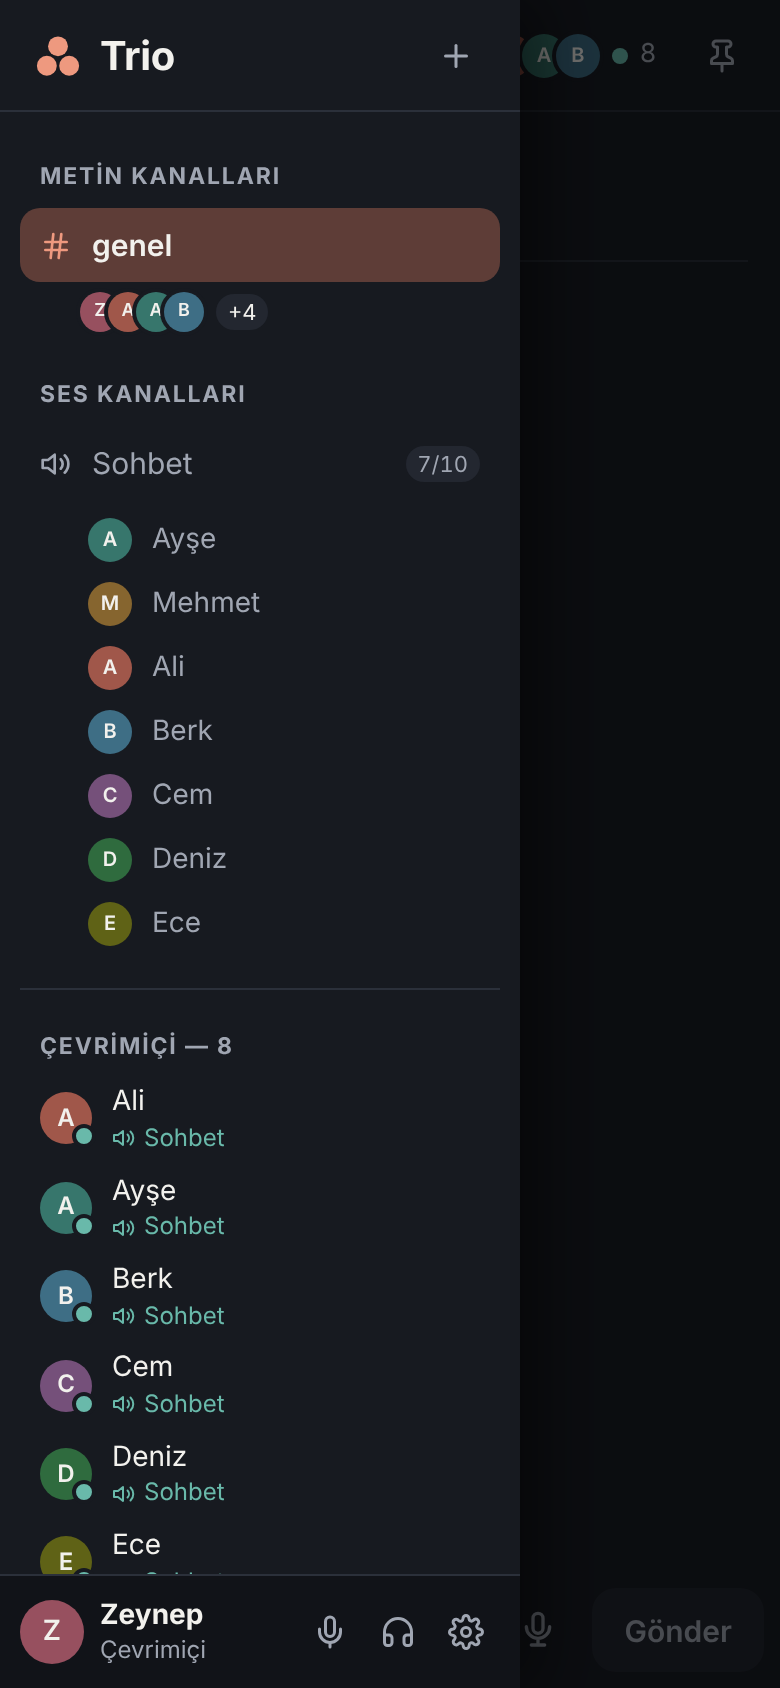 Trio
A B 8
METİN KANALLARI
genel
Z A A B +4
SES KANALLARI
Sohbet 7/10
A Ayşe
M Mehmet
A Ali
B Berk
C Cem
D Deniz
E Ece
ÇEVRİMİÇİ — 8
A Ali
Sohbet
A Ayşe
Sohbet
B Berk
Sohbet
C Cem
Sohbet
D Deniz
Sohbet
E Ece
Z Zeynep
Çevrimiçi
Gönder